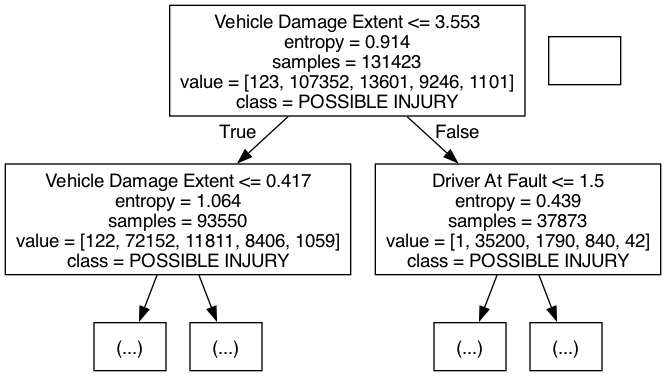 Vehicle Damage Extent <= 3.553
entropy = 0.914
samples = 131423
value = [123, 107352, 13601, 9246, 1101]
class = POSSIBLE INJURY
True
False
Vehicle Damage Extent <= 0.417
entropy = 1.064
samples = 93550
value = [122, 72152, 11811, 8406, 1059]
class = POSSIBLE INJURY
Driver At Fault <= 1.5
entropy = 0.439
samples = 37873
value = [1, 35200, 1790, 840, 42]
class = POSSIBLE INJURY
(...)
(...)
(...)
(...)